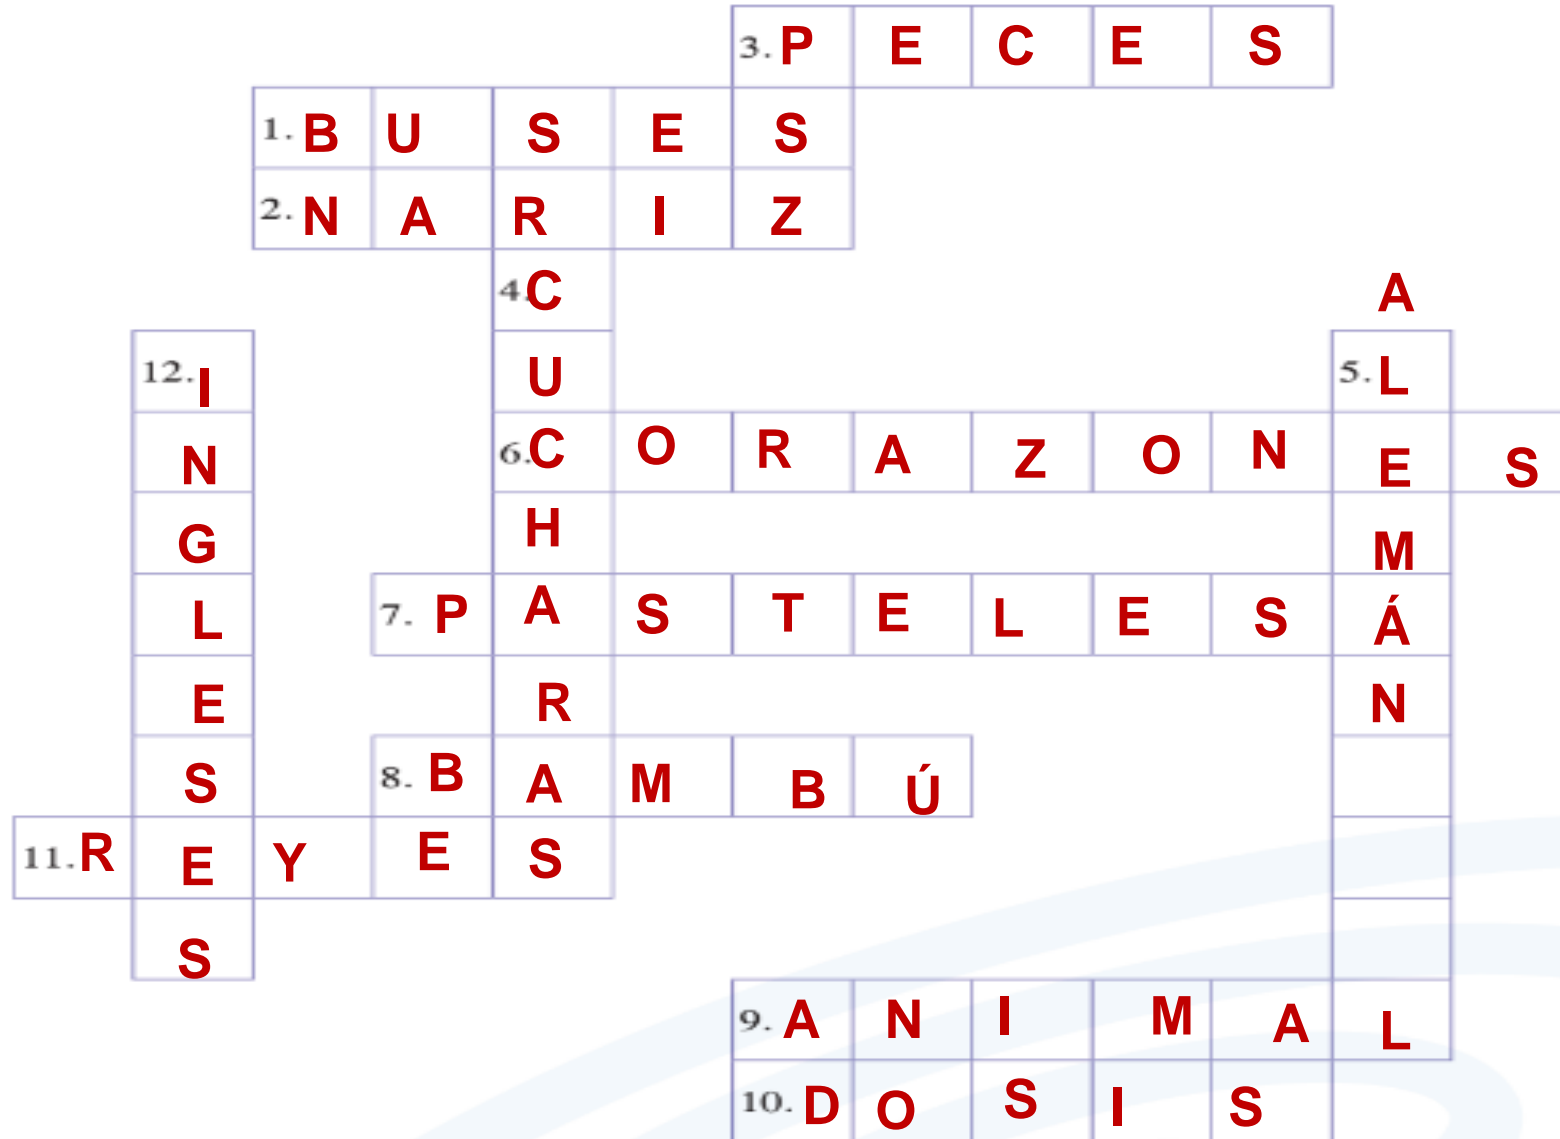 3. P E C E S
1. B U S E S
2. N A R I Z
4. C U C H A R A S
5. A L E M Á N
6. C O R A Z O N E S
7. P A S T E L E S
8. B A M B Ú
9. A N I M A L
10. D O S I S
11. R E Y E S
12. I N G L E S E S